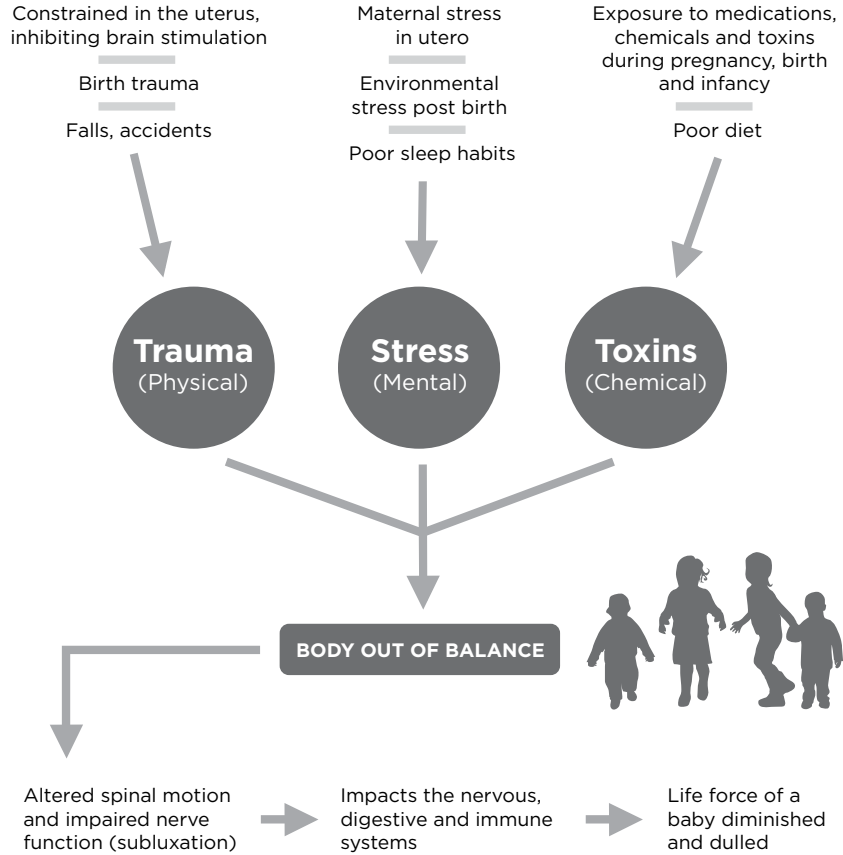 Constrained in the uterus,
inhibiting brain stimulation
Birth trauma
Falls, accidents
Maternal stress
in utero
Environmental
stress post birth
Poor sleep habits
Exposure to medications,
chemicals and toxins
during pregnancy, birth
and infancy
Poor diet
Trauma
(Physical)
Stress
(Mental)
Toxins
(Chemical)
BODY OUT OF BALANCE
Altered spinal motion
and impaired nerve
function (subluxation)
Impacts the nervous,
digestive and immune
systems
Life force of a
baby diminished
and dulled